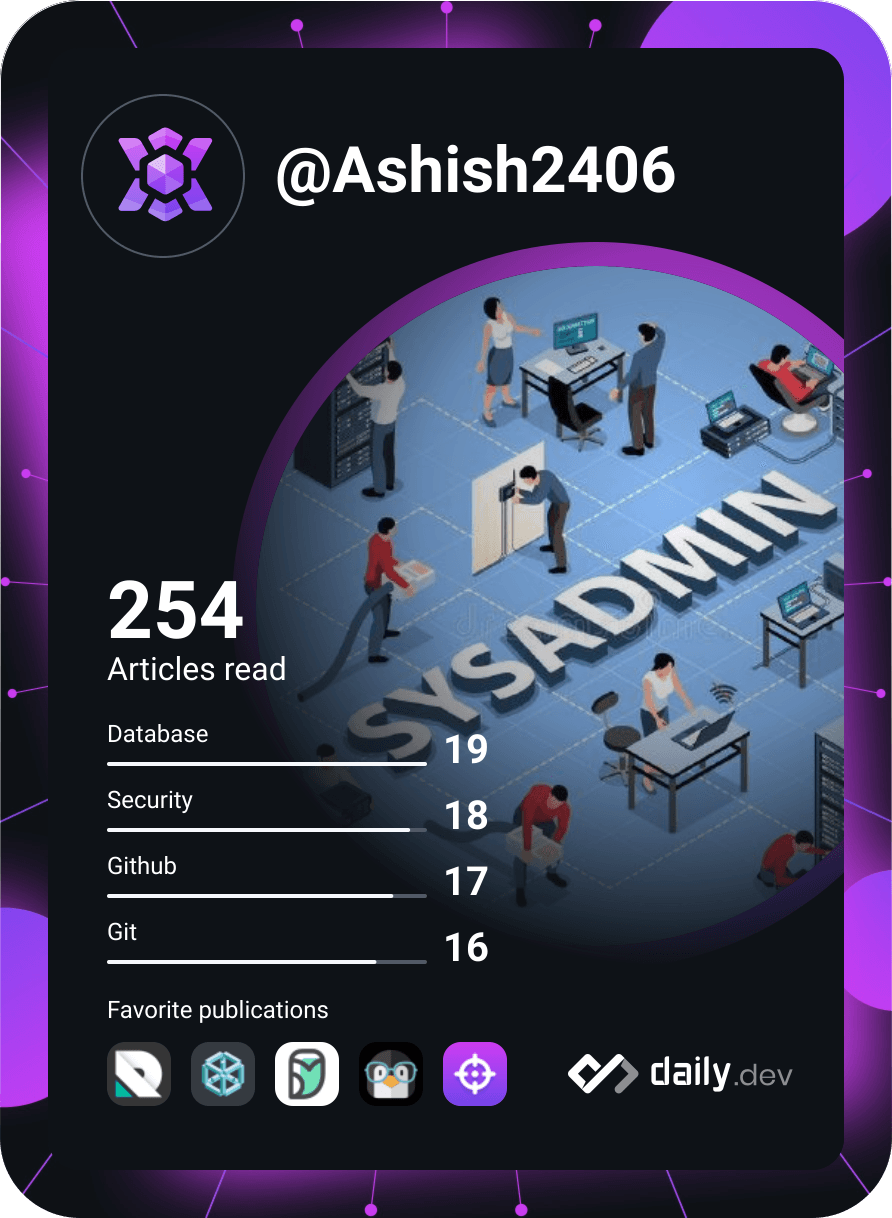 @Ashish2406
SYSADMIN
254
Articles read
Database
19
Security
18
Github
17
Git
16
Favorite publications
daily.dev